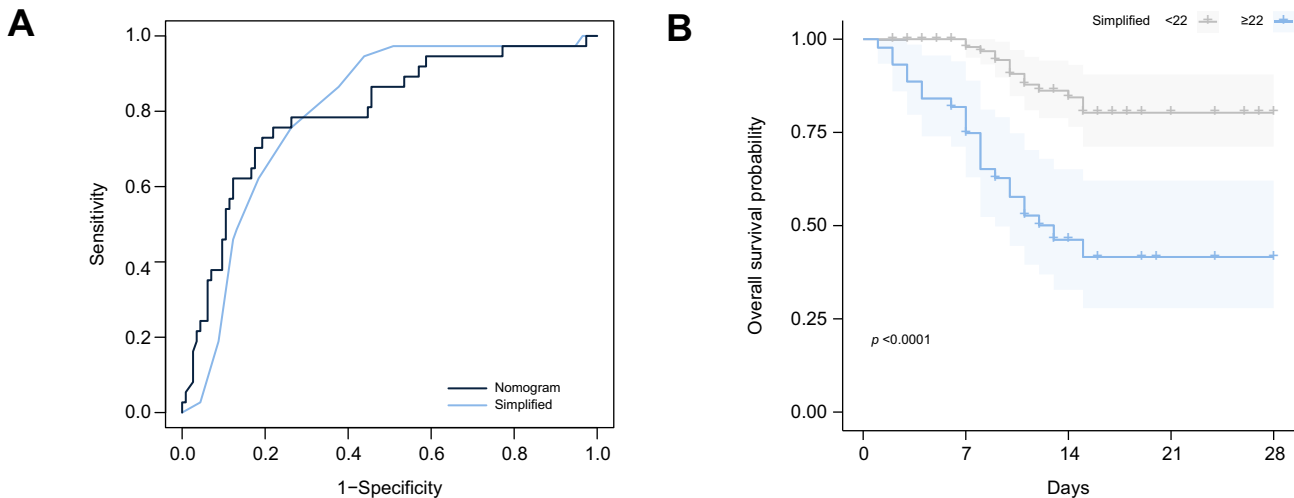 A
1.0
0.8
0.6
0.4
0.2
0.0
Sensitivity
Nomogram
Simplified
0.0 0.2 0.4 0.6 0.8 1.0
1−Specificity
B
Simplified <22 ≥22
1.00
0.75
0.50
0.25
0.00
Overall survival probability
p <0.0001
0 7 14 21 28
Days